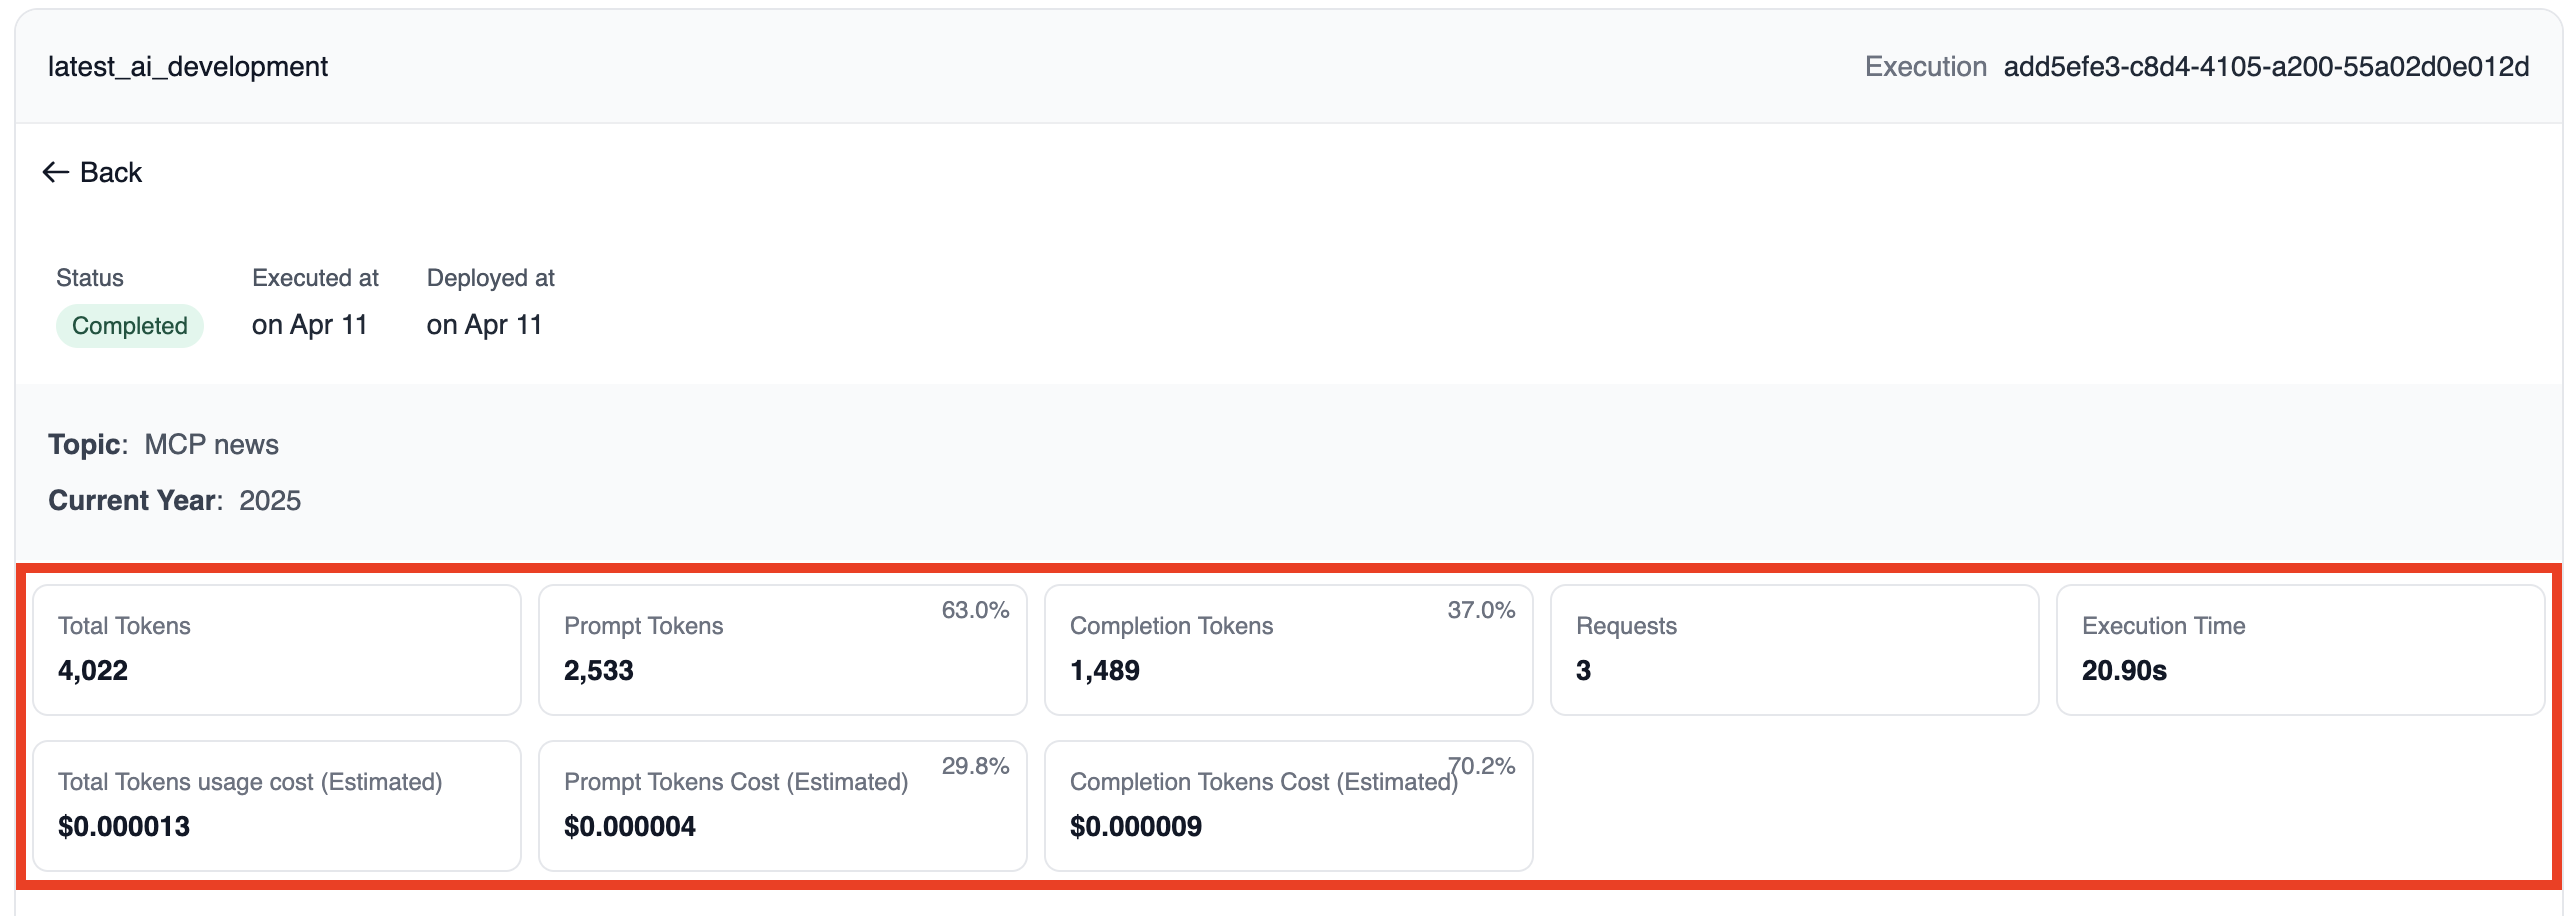 latest_ai_development
Execution add5efe3-c8d4-4105-a200-55a02d0e012d
← Back
Status
Completed
Executed at
on Apr 11
Deployed at
on Apr 11
Topic: MCP news
Current Year: 2025
Total Tokens
4,022
Prompt Tokens
63.0%
2,533
Completion Tokens
37.0%
1,489
Requests
3
Execution Time
20.90s
Total Tokens usage cost (Estimated)
$0.000013
Prompt Tokens Cost (Estimated)
29.8%
$0.000004
Completion Tokens Cost (Estimated)
70.2%
$0.000009